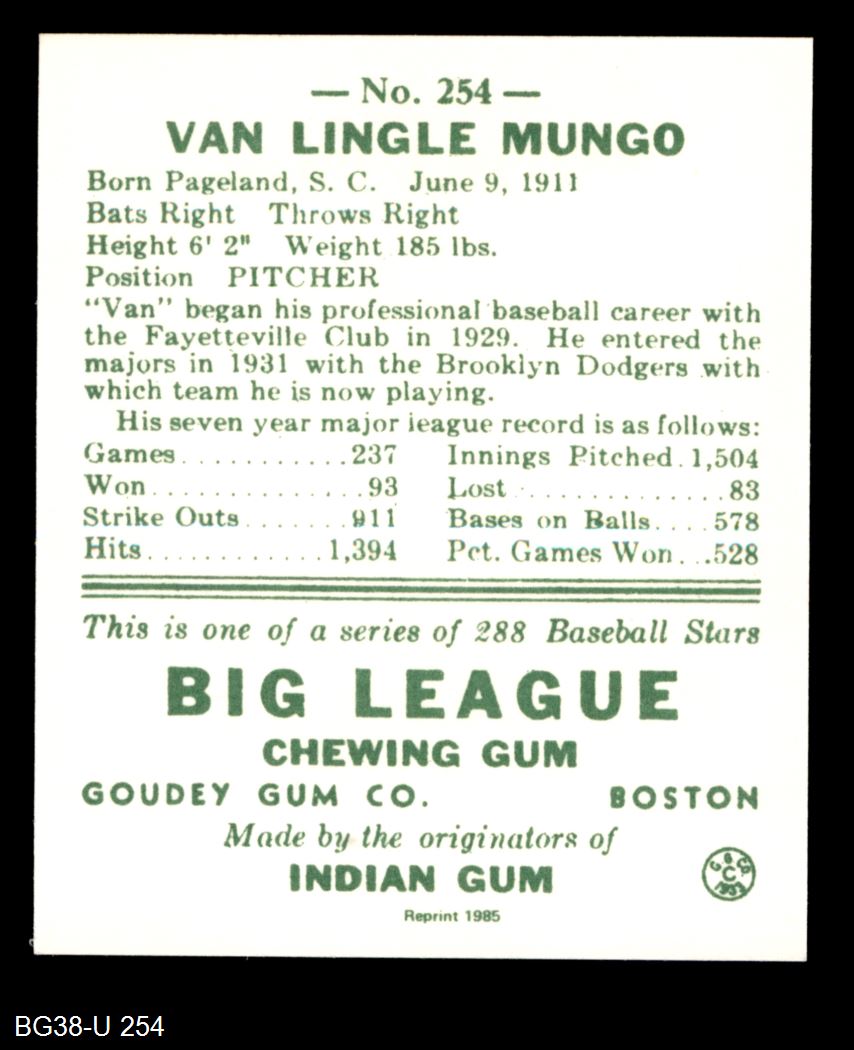 — No. 254 —
VAN LINGLE MUNGO
Born Pageland, S. C. June 9, 1911
Bats Right Throws Right
Height 6' 2" Weight 185 lbs.
Position PITCHER
"Van" began his professional baseball career with
the Fayetteville Club in 1929. He entered the
majors in 1931 with the Brooklyn Dodgers with
which team he is now playing.
His seven year major league record is as follows:
Games............237 Innings Pitched.1,504
Won...............93 Lost..............83
Strike Outs.......911 Bases on Balls....578
Hits............1,394 Pct. Games Won...528
This is one of a series of 288 Baseball Stars
BIG LEAGUE
CHEWING GUM
GOUDEY GUM CO. BOSTON
Made by the originators of
INDIAN GUM
G. G. CO.
C
Reprint 1985
BG38-U 254